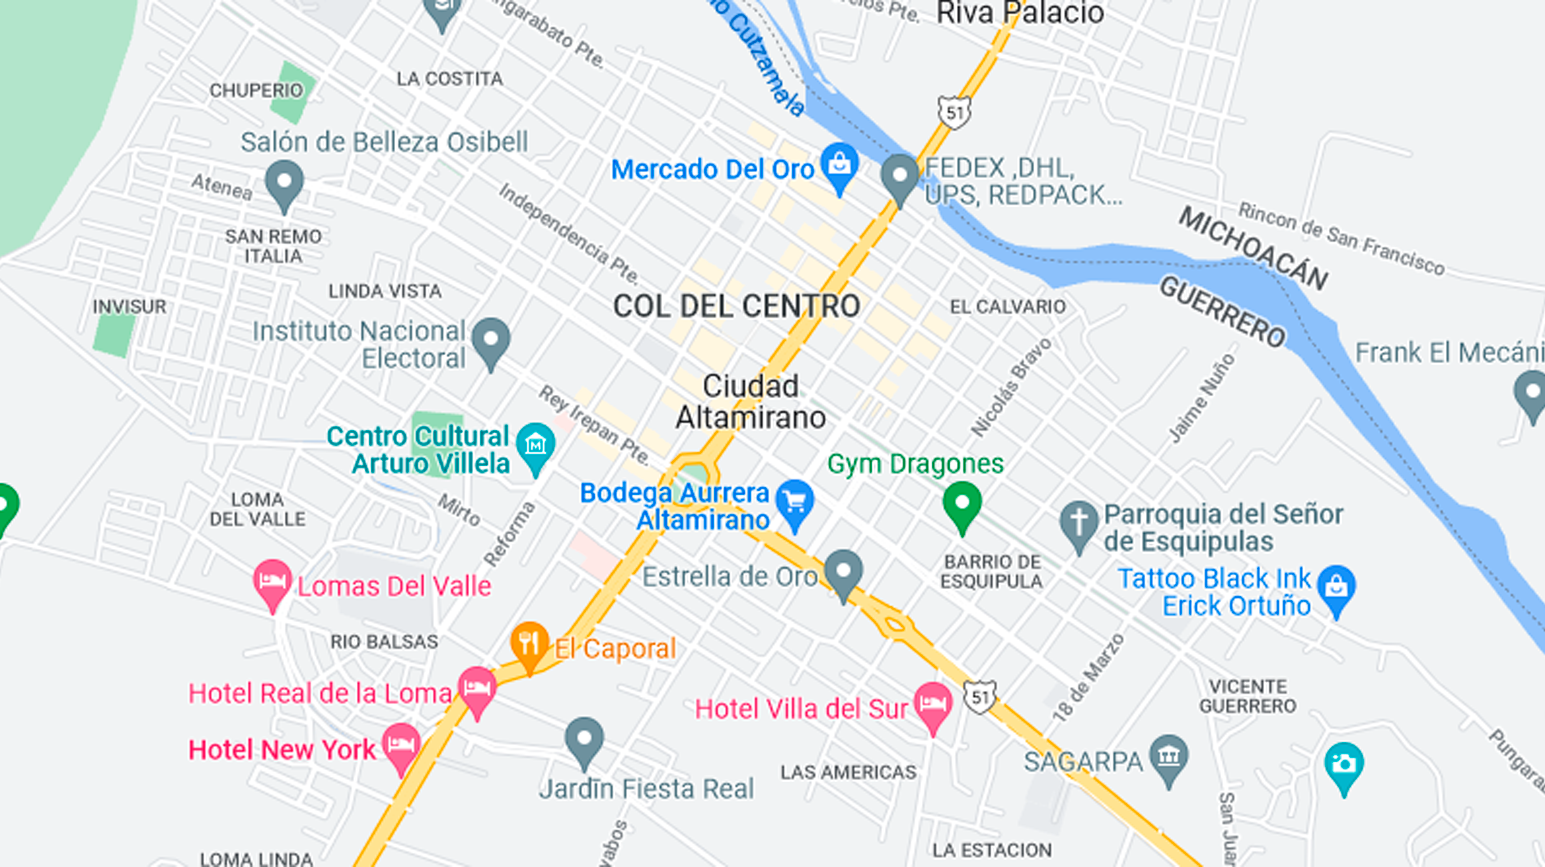 Riva Palacio
ngarabato Pte.
elos Pte.
io Cutzamala
51
LA COSTITA
CHUPERIO
Salón de Belleza Osibell
Mercado Del Oro
FEDEX ,DHL,
UPS, REDPACK...
Atenea
Independencia Pte.
SAN REMO
ITALIA
MICHOACÁN
Rincon de San Francisco
GUERRERO
LINDA VISTA
INVISUR
COL DEL CENTRO
EL CALVARIO
Instituto Nacional
Electoral
Frank El Mecáni
Nicolás Bravo
Jaime Nuño
Ciudad
Altamirano
Rey Irepan Pte.
Centro Cultural
Arturo Villela
Gym Dragones
Bodega Aurrera
Altamirano
LOMA
DEL VALLE
Mirto
Reforma
Parroquia del Señor
de Esquipulas
BARRIO DE
ESQUIPULA
Estrella de Oro
Tattoo Black Ink
Erick Ortuño
Lomas Del Valle
RIO BALSAS
El Caporal
Hotel Real de la Loma
Hotel Villa del Sur
51
18 de Marzo
VICENTE
GUERRERO
Hotel New York
Jardín Fiesta Real
LAS AMERICAS
SAGARPA
Pungara
San Juar
vabos
LA ESTACION
LOMA LINDA